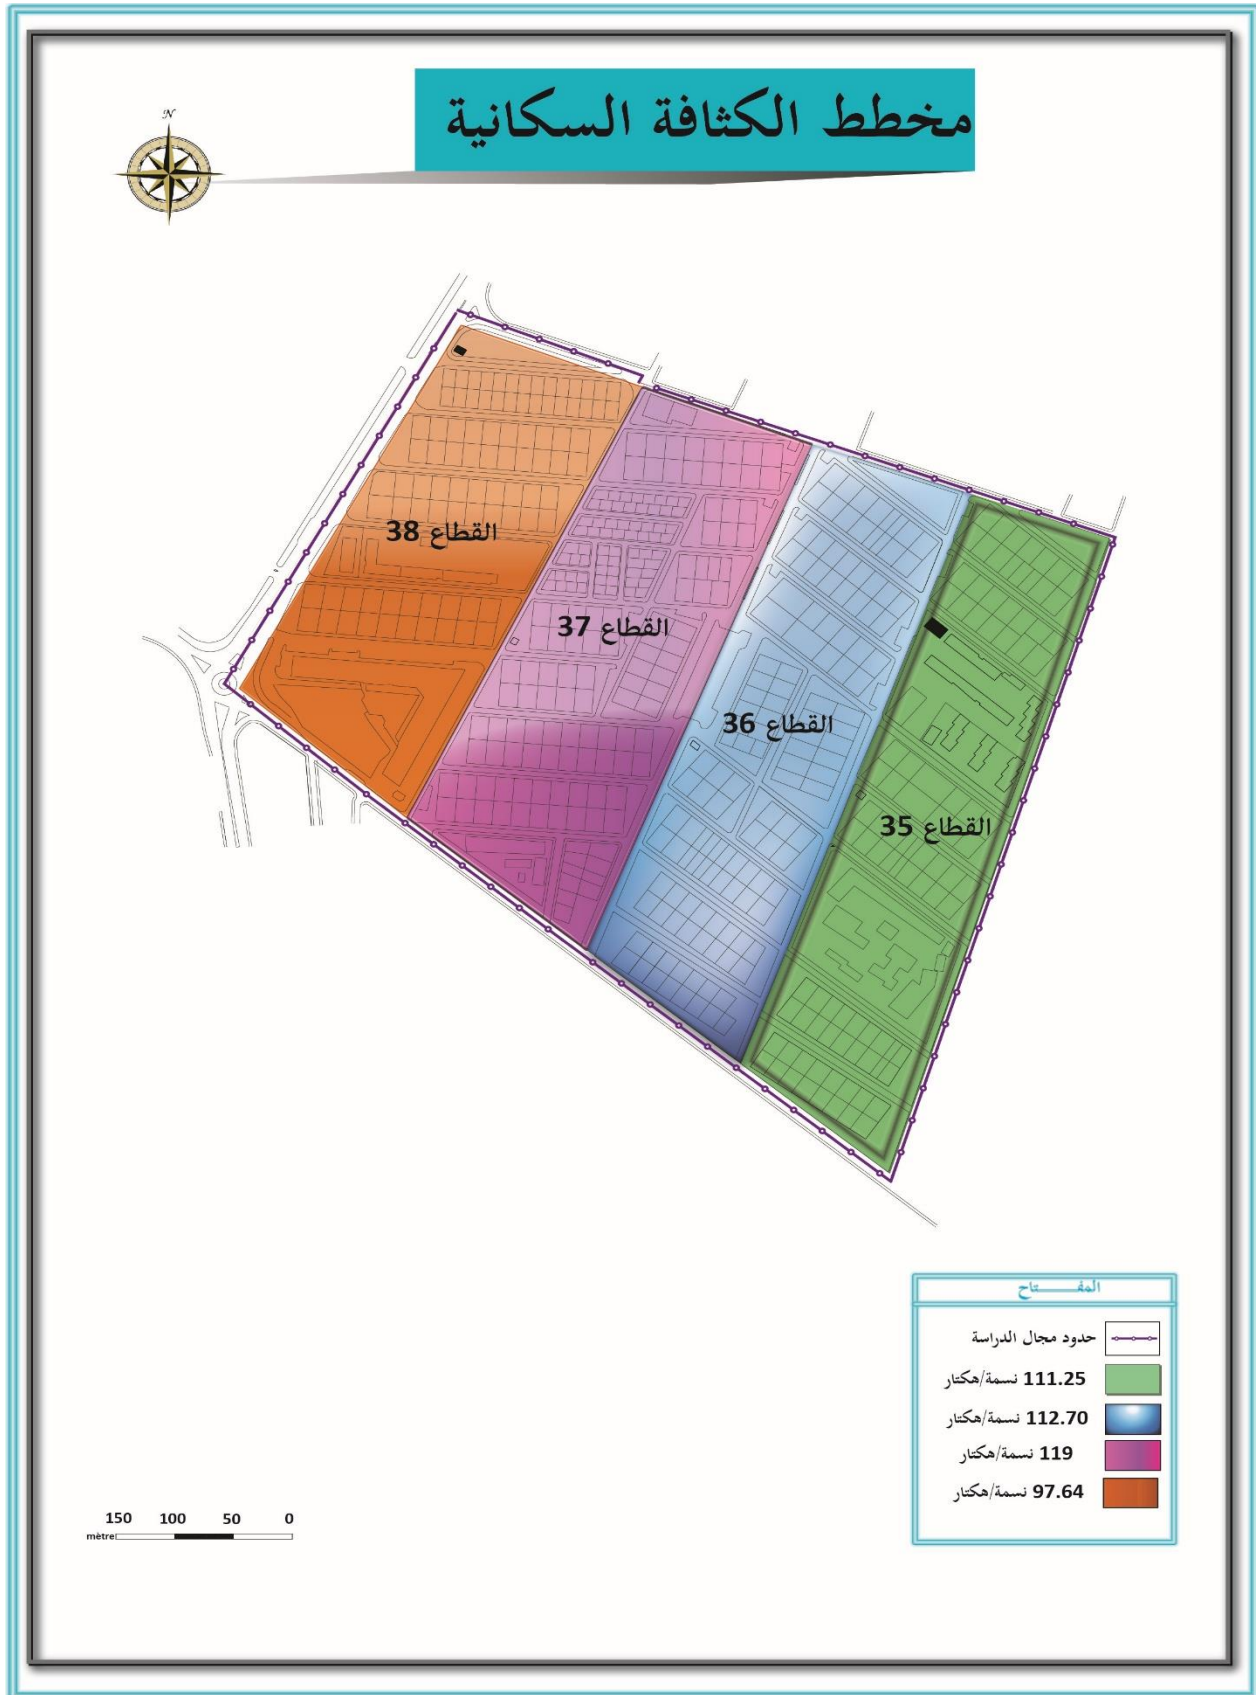 مخطط الكثافة السكانية
N
القطاع 38
القطاع 37
القطاع 36
القطاع 35
المفـــــتاح
حدود مجال الدراسة
111.25 نسمة/هكتار
112.70 نسمة/هكتار
119 نسمة/هكتار
97.64 نسمة/هكتار
150 100 50 0
mètre